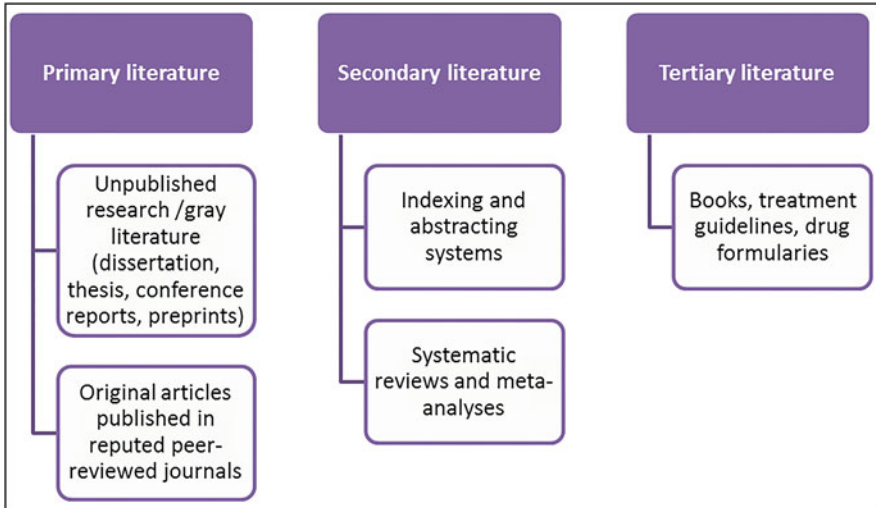 Primary literature
Unpublished
research /gray
literature
(dissertation,
thesis, conference
reports, preprints)
Original articles
published in
reputed peer-
reviewed journals
Secondary literature
Indexing and
abstracting
systems
Systematic
reviews and meta-
analyses
Tertiary literature
Books, treatment
guidelines, drug
formularies